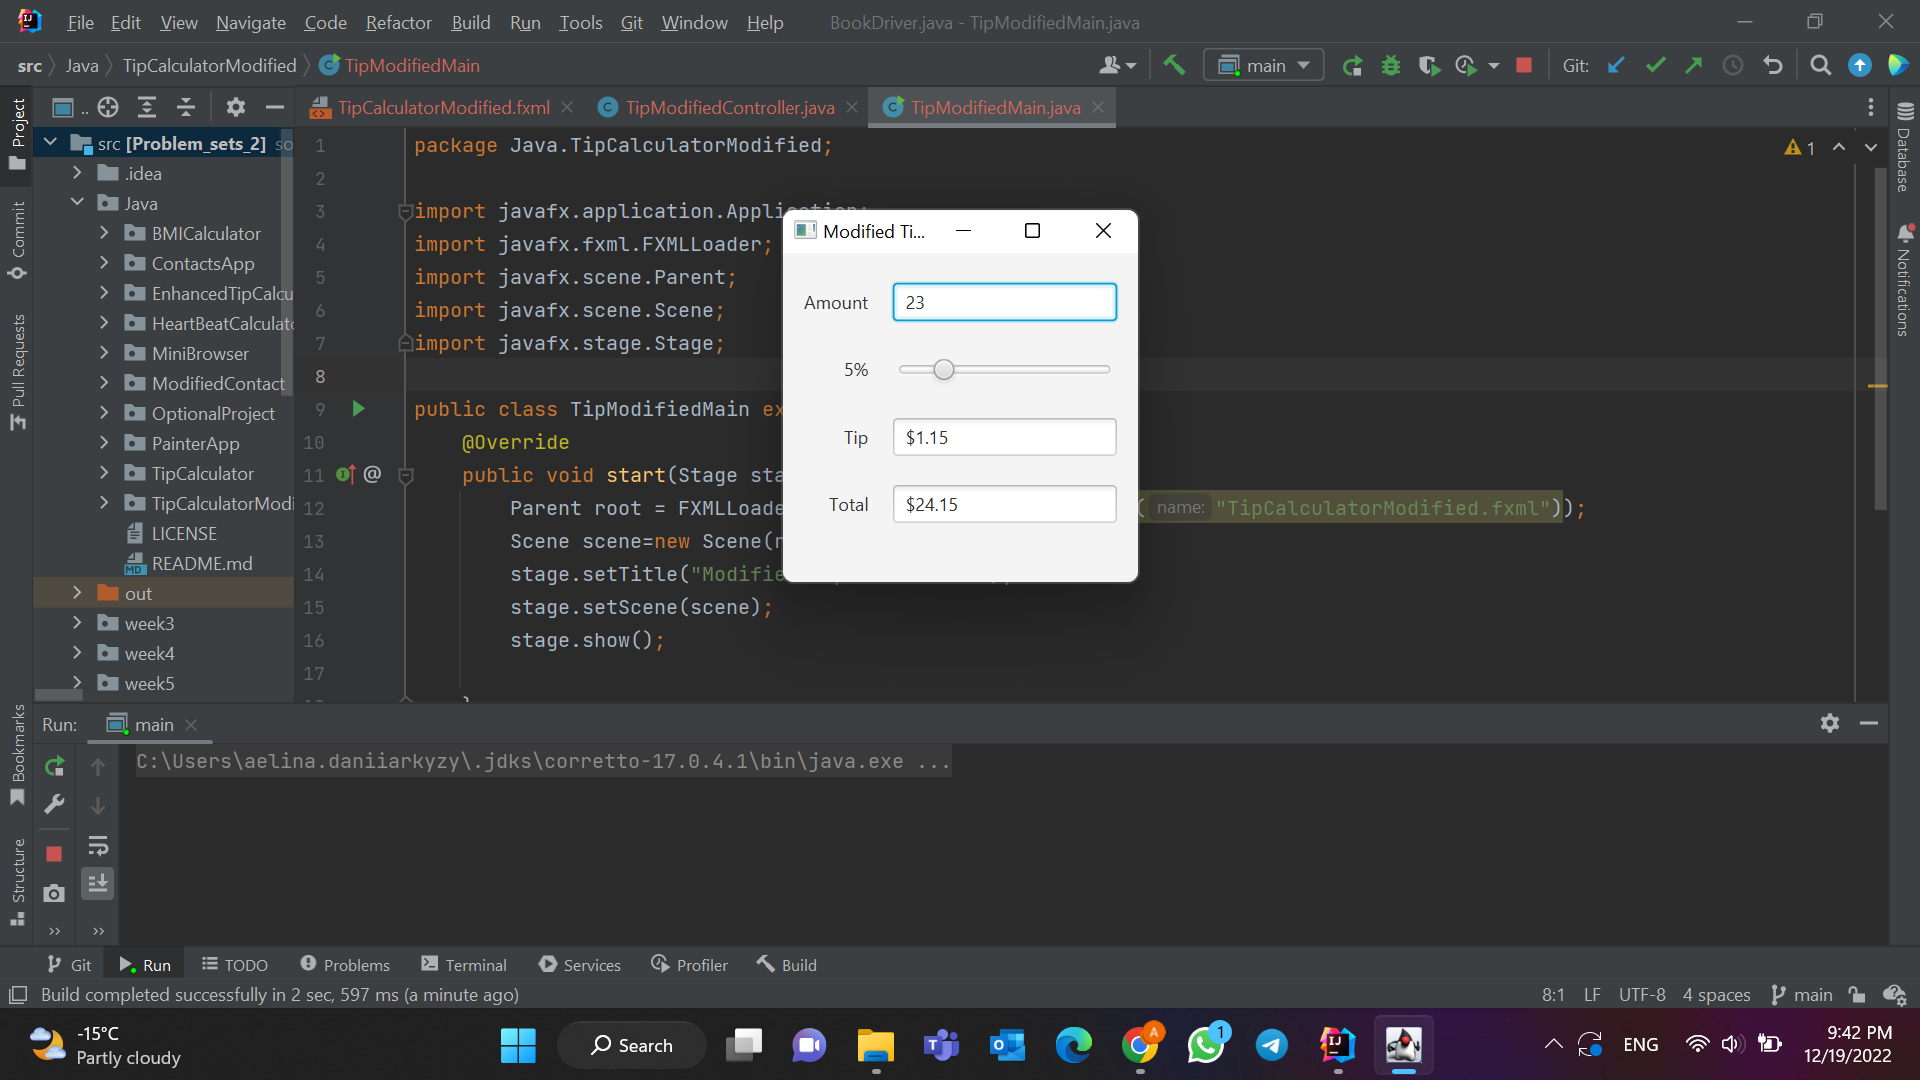 File Edit View Navigate Code Refactor Build Run Tools Git Window Help BookDriver.java - TipModifiedMain.java
src Java TipCalculatorModified TipModifiedMain main Git:
Project
Commit
Pull Requests
Bookmarks
Structure
..
src [Problem_sets_2] so
.idea
Java
BMICalculator
ContactsApp
EnhancedTipCalcu
HeartBeatCalculato
MiniBrowser
ModifiedContact
OptionalProject
PainterApp
TipCalculator
TipCalculatorModi
LICENSE
README.md
out
week3
week4
week5
TipCalculatorModified.fxml TipModifiedController.java TipModifiedMain.java
1 package Java.TipCalculatorModified;
2
3 import javafx.application.Application;
4 import javafx.fxml.FXMLLoader;
5 import javafx.scene.Parent;
6 import javafx.scene.Scene;
7 import javafx.stage.Stage;
8
9 public class TipModifiedMain ex
10 @Override
11 @ public void start(Stage sta
12 Parent root = FXMLLoade ( name: "TipCalculatorModified.fxml"));
13 Scene scene=new Scene(r
14 stage.setTitle("Modifie
15 stage.setScene(scene);
16 stage.show();
17
1
Database
Notifications
Modified Ti...
Amount 23
5%
Tip $1.15
Total $24.15
Run: main
C:\Users\aelina.daniiarkyzy\.jdks\corretto-17.0.4.1\bin\java.exe ...
Git Run TODO Problems Terminal Services Profiler Build
Build completed successfully in 2 sec, 597 ms (a minute ago) 8:1 LF UTF-8 4 spaces main
-15°C
Partly cloudy
Search
A
1
ENG
9:42 PM
12/19/2022